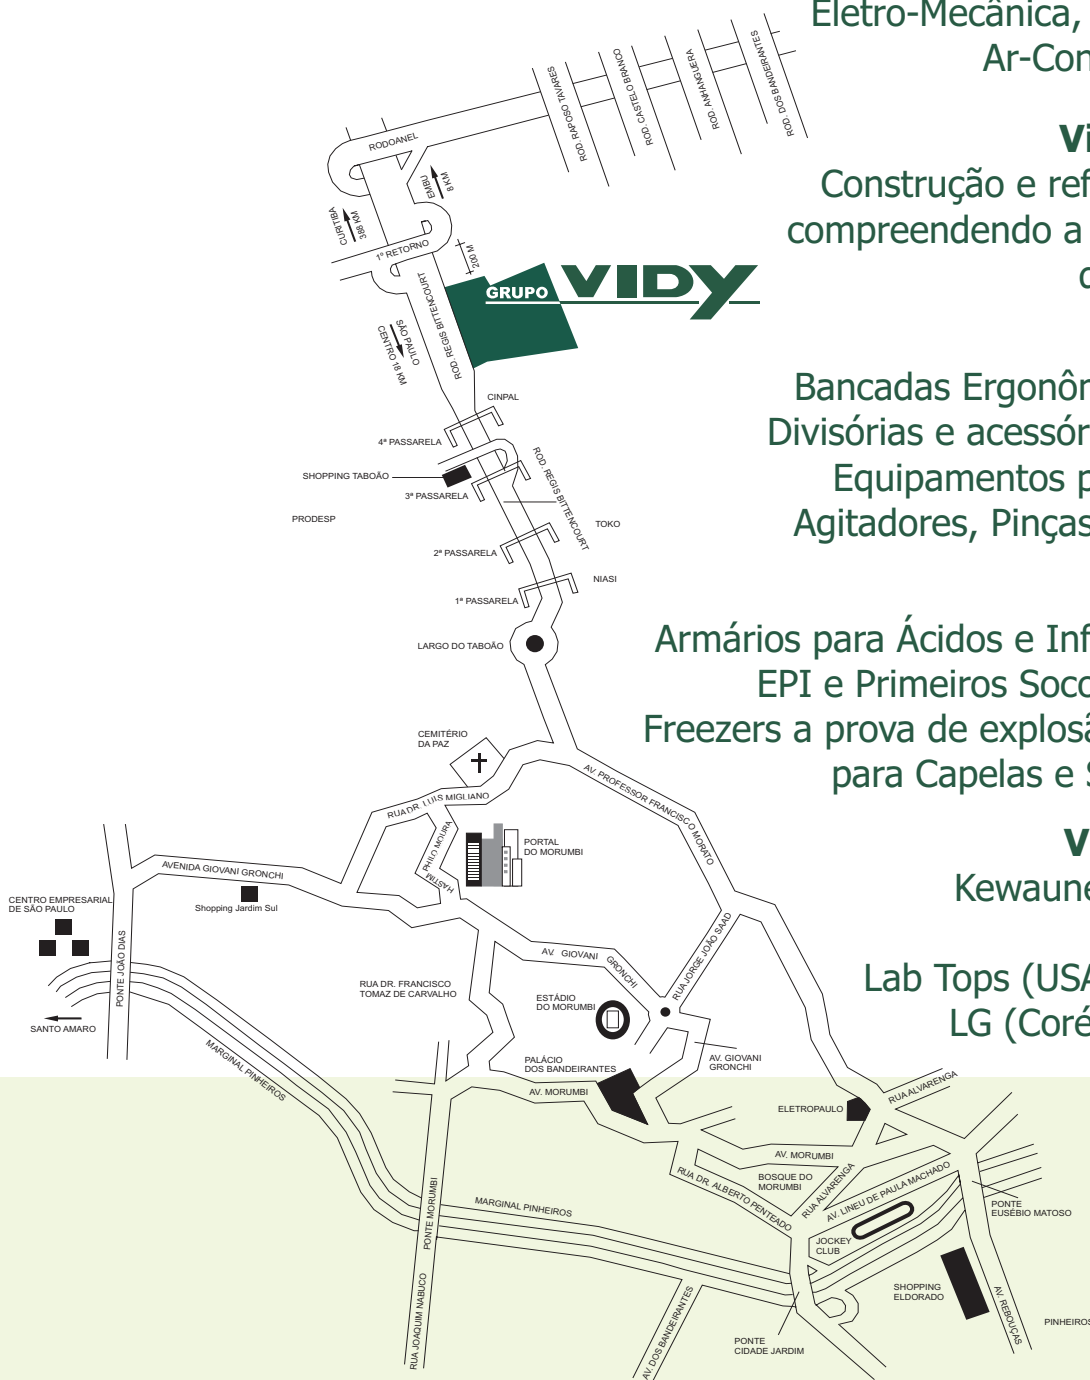 Eletro-Mecânica,
Ar-Con
Vi
Construção e ref
compreendendo a
Bancadas Ergonôr
Divisórias e acessór
Equipamentos p
Agitadores, Pinças
Armários para Ácidos e Inf
EPI e Primeiros Soco
Freezers a prova de explosã
para Capelas e S
Kewaune
Lab Tops (USA
LG (Coré
ROD. RAPOSO TAVARES
ROD. CASTELO BRANCO
ROD. ANHANGUERA
ROD. DOS BANDEIRANTES
RODOANEL
EMBU
8 KM
CURITIBA
388 KM
1º RETORNO
200 M
GRUPO VIDY
ROD. REGIS BITTENCOURT
SÃO PAULO
CENTRO 18 KM
CINPAL
4ª PASSARELA
SHOPPING TABOÃO
3ª PASSARELA
ROD. REGIS BITTENCOURT
PRODESP
TOKO
2ª PASSARELA
NIASI
1ª PASSARELA
LARGO DO TABOÃO
CEMITÉRIO
DA PAZ
AV. PROFESSOR FRANCISCO MORATO
RUA DR. LUIS MIGLIANO
HASTIM
PHILO MOURA
PORTAL
DO MORUMBI
AVENIDA GIOVANI GRONCHI
Shopping Jardim Sul
CENTRO EMPRESARIAL
DE SÃO PAULO
PONTE JOÃO DIAS
SANTO AMARO
MARGINAL PINHEIROS
RUA DR. FRANCISCO
TOMAZ DE CARVALHO
AV. GIOVANI GRONCHI
RUA JORGE JOÃO SAAD
ESTÁDIO
DO MORUMBI
PALÁCIO
DOS BANDEIRANTES
AV. GIOVANI
GRONCHI
AV. MORUMBI
ELETROPAULO
RUA ALVARENGA
AV. MORUMBI
BOSQUE DO
MORUMBI
RUA DR. ALBERTO PENTEADO
RUA ALVARENGA
AV. LINEU DE PAULA MACHADO
JOCKEY
CLUB
PONTE
EUSÉBIO MATOSO
MARGINAL PINHEIROS
PONTE MORUMBI
RUA JOAQUIM NABUCO
AV. DOS BANDEIRANTES
PONTE
CIDADE JARDIM
SHOPPING
ELDORADO
AV. REBOUÇAS
PINHEIROS